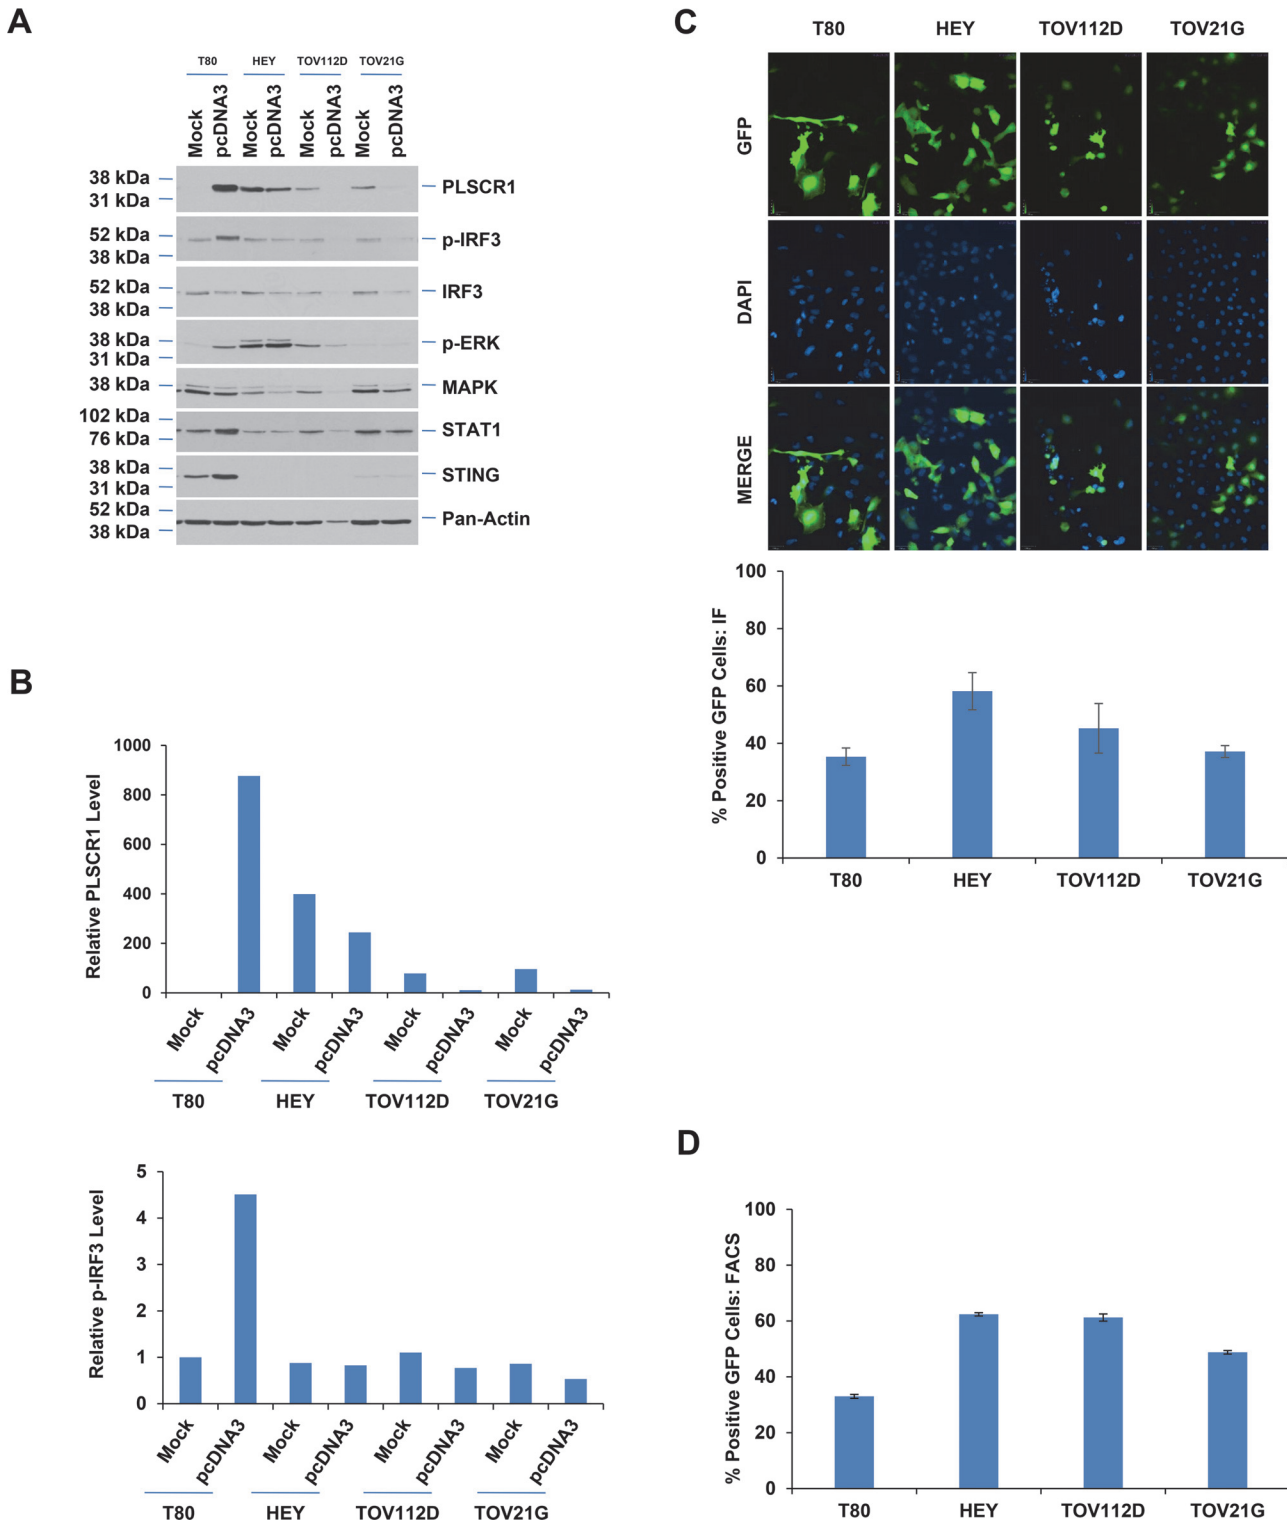 A
T80 HEY TOV112D TOV21G
Mock pcDNA3 Mock pcDNA3 Mock pcDNA3 Mock pcDNA3
38 kDa
31 kDa
PLSCR1
52 kDa
38 kDa
p-IRF3
52 kDa
38 kDa
IRF3
38 kDa
31 kDa
p-ERK
38 kDa
MAPK
102 kDa
76 kDa
STAT1
38 kDa
31 kDa
STING
52 kDa
38 kDa
Pan-Actin
B
Relative PLSCR1 Level
1000
800
600
400
200
0
Mock pcDNA3 Mock pcDNA3 Mock pcDNA3 Mock pcDNA3
T80 HEY TOV112D TOV21G
Relative p-IRF3 Level
5
4
3
2
1
0
Mock pcDNA3 Mock pcDNA3 Mock pcDNA3 Mock pcDNA3
T80 HEY TOV112D TOV21G
C
T80 HEY TOV112D TOV21G
GFP
DAPI
MERGE
% Positive GFP Cells: IF
100
80
60
40
20
0
T80 HEY TOV112D TOV21G
D
% Positive GFP Cells: FACS
100
80
60
40
20
0
T80 HEY TOV112D TOV21G